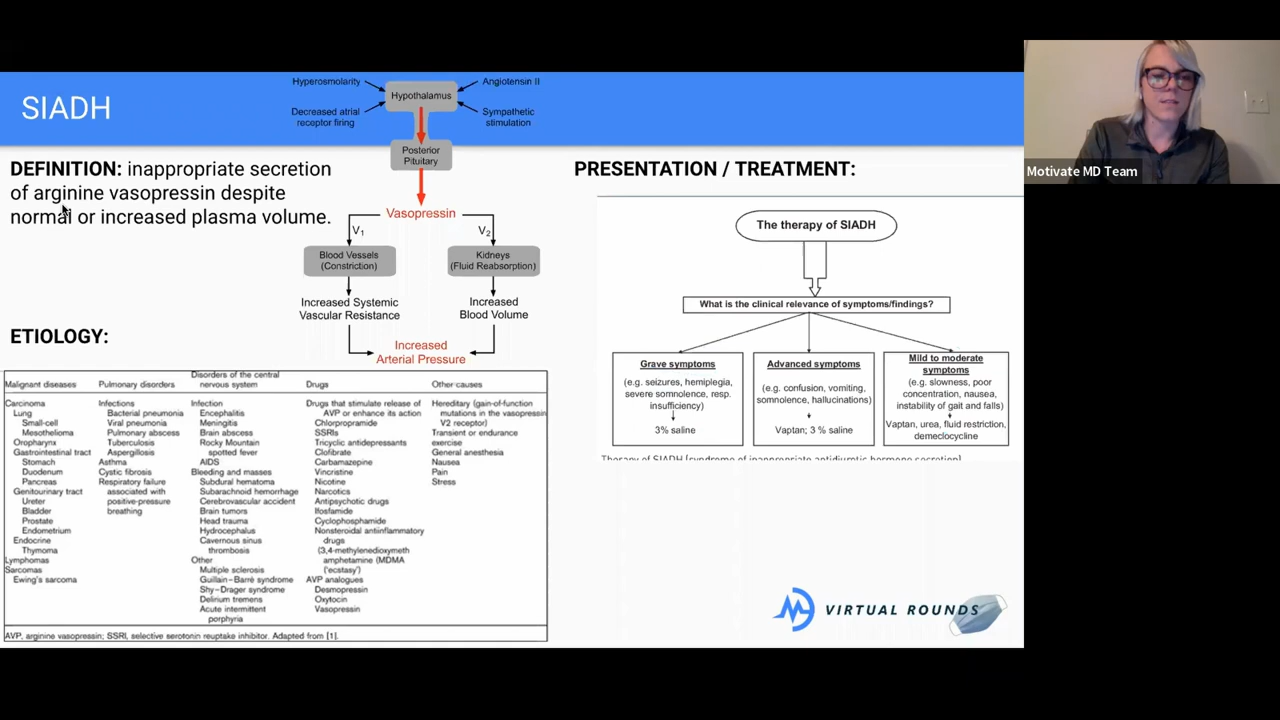 SIADH
Hyperosmolarity
Decreased atrial
receptor firing
Hypothalamus
Angiotensin II
Sympathetic
stimulation
Posterior
Pituitary
Vasopressin
V1
V2
Blood Vessels
(Constriction)
Kidneys
(Fluid Reabsorption)
Increased Systemic
Vascular Resistance
Increased
Blood Volume
Increased
Arterial Pressure
DEFINITION: inappropriate secretion
of arginine vasopressin despite
normal or increased plasma volume.
ETIOLOGY:
Malignant diseases
Carcinoma
Lung
Small-cell
Mesothelioma
Oropharynx
Gastrointestinal tract
Stomach
Duodenum
Pancreas
Genitourinary tract
Ureter
Bladder
Prostate
Endometrium
Endocrine
Thymoma
Lymphomas
Sarcomas
Ewing's sarcoma
Pulmonary disorders
Infections
Bacterial pneumonia
Viral pneumonia
Pulmonary abscess
Tuberculosis
Aspergillosis
Asthma
Cystic fibrosis
Respiratory failure
associated with
positive-pressure
breathing
Disorders of the central
nervous system
Infection
Encephalitis
Meningitis
Brain abscess
Rocky Mountain
spotted fever
AIDS
Bleeding and masses
Subdural hematoma
Subarachnoid hemorrhage
Cerebrovascular accident
Brain tumors
Head trauma
Hydrocephalus
Cavernous sinus
thrombosis
Other
Multiple sclerosis
Guillain–Barré syndrome
Shy–Drager syndrome
Delirium tremens
Acute intermittent
porphyria
Drugs
Drugs that stimulate release of
AVP or enhance its action
Chlorpropramide
SSRIs
Tricyclic antidepressants
Clofibrate
Carbamazepine
Vincristine
Nicotine
Narcotics
Antipsychotic drugs
Ifosfamide
Cyclophosphamide
Nonsteroidal antiinflammatory
drugs
(3,4-methylenedioxymeth
amphetamine (MDMA
('ecstasy')
AVP analogues
Desmopressin
Oxytocin
Vasopressin
Other causes
Hereditary (gain-of-function
mutations in the vasopressin
V2 receptor)
Transient or endurance
exercise
General anesthesia
Nausea
Pain
Stress
AVP, arginine vasopressin; SSRI, selective serotonin reuptake inhibitor. Adapted from [1].
PRESENTATION / TREATMENT:
The therapy of SIADH
What is the clinical relevance of symptoms/findings?
Grave symptoms
(e.g. seizures, hemiplegia,
severe somnolence, resp.
insufficiency)
3% saline
Advanced symptoms
(e.g. confusion, vomiting,
somnolence, hallucinations)
Vaptan; 3 % saline
Mild to moderate
symptoms
(e.g. slowness, poor
concentration, nausea,
instability of gait and falls)
Vaptan, urea, fluid restriction,
demeclocycline
Therapy of SIADH [syndrome of inappropriate antidiuretic hormone secretion]
VIRTUAL ROUNDS
Motivate MD Team